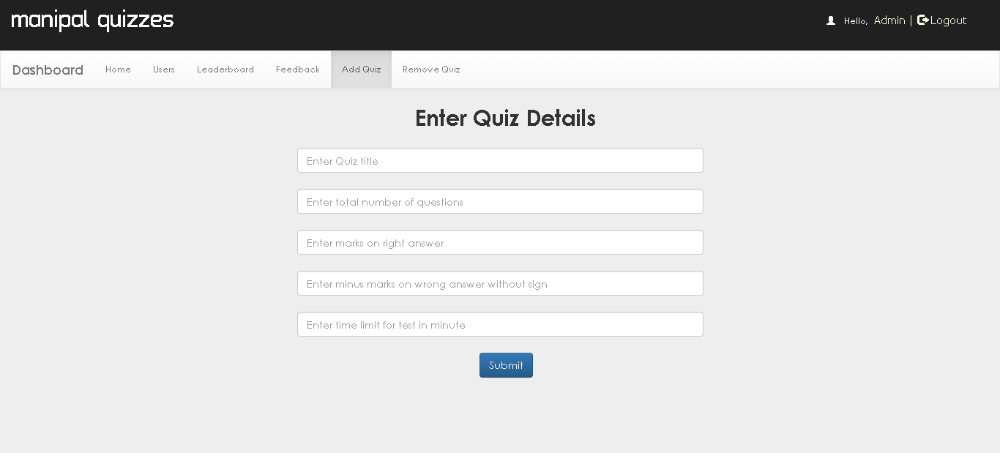 manipal quizzes
Hello, Admin | Logout
Dashboard Home Users Leaderboard Feedback Add Quiz Remove Quiz
Enter Quiz Details
Enter Quiz title
Enter total number of questions
Enter marks on right answer
Enter minus marks on wrong answer without sign
Enter time limit for test in minute
Submit